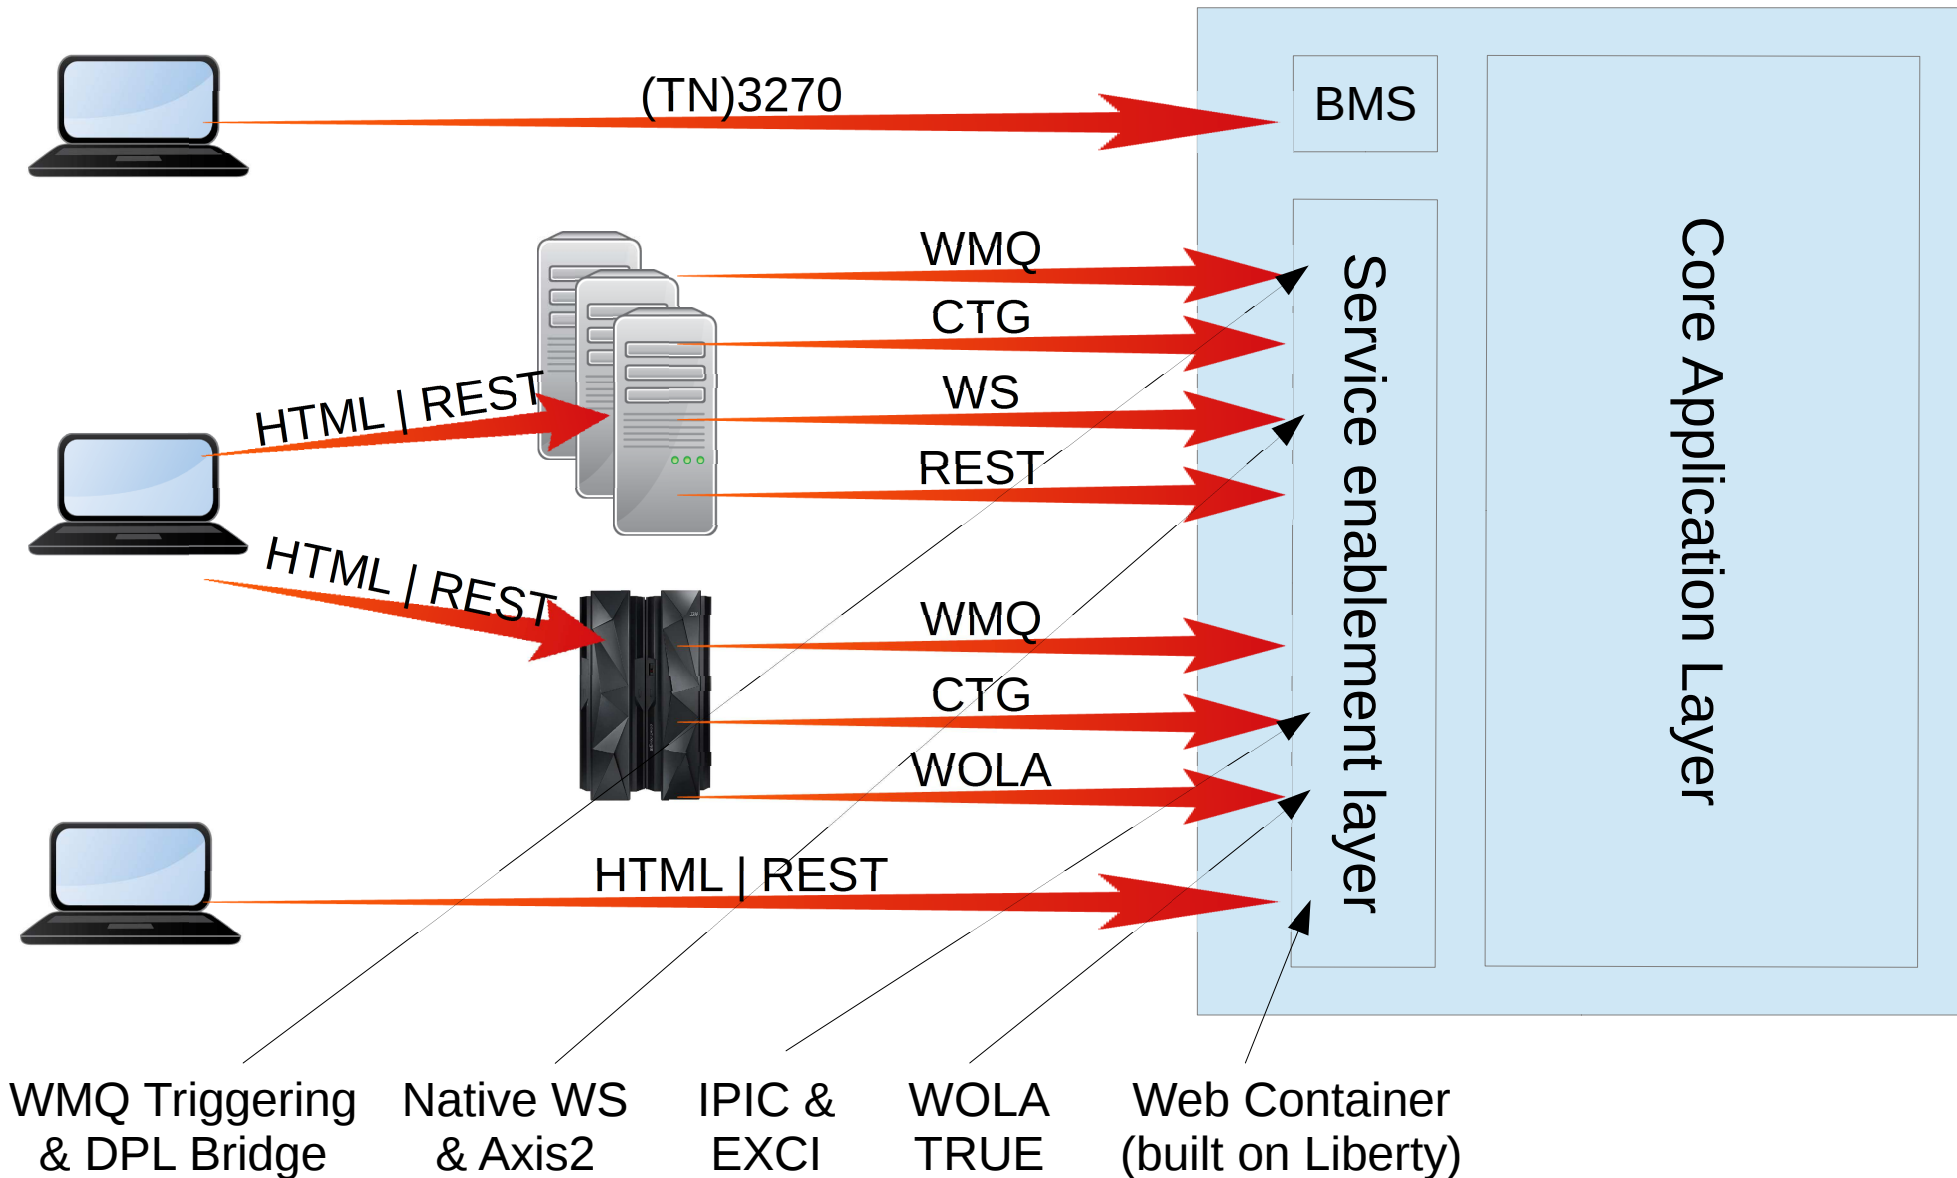 (TN)3270
BMS
WMQ
CTG
WS
REST
HTML | REST
HTML | REST
WMQ
CTG
WOLA
HTML | REST
Service enablement layer
Core Application Layer
WMQ Triggering
& DPL Bridge
Native WS
& Axis2
IPIC &
EXCI
WOLA
TRUE
Web Container
(built on Liberty)